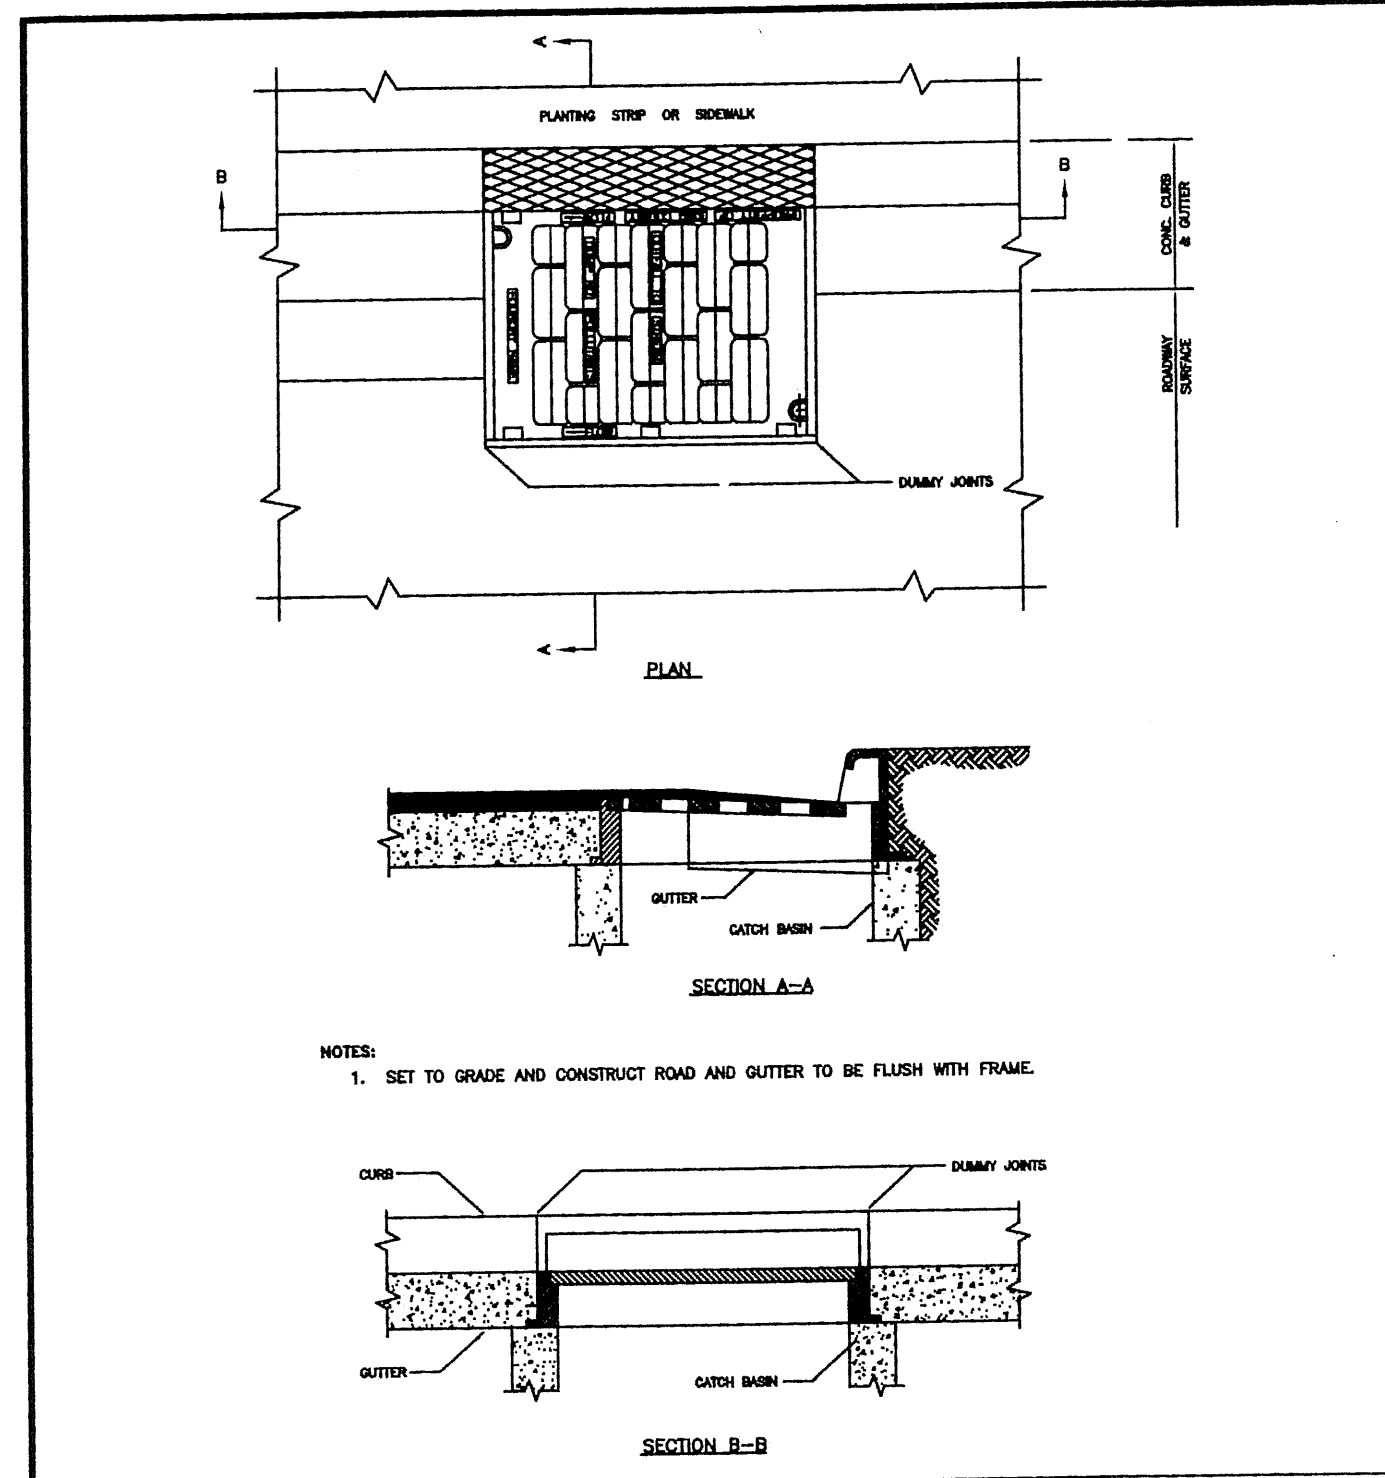 A
PLANTING STRIP OR SIDEWALK
B
B
CONC. CURB
& GUTTER
ROADWAY
SURFACE
DUMMY JOINTS
A
PLAN
GUTTER
CATCH BASIN
SECTION A-A
NOTES:
1. SET TO GRADE AND CONSTRUCT ROAD AND GUTTER TO BE FLUSH WITH FRAME.
CURB
DUMMY JOINTS
GUTTER
CATCH BASIN
SECTION B-B